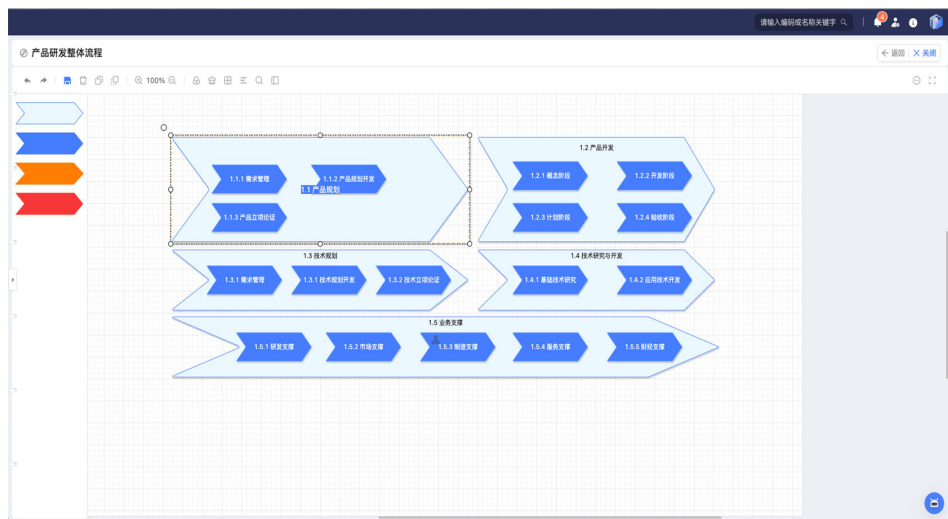 请输入编码或名称关键字
4
产品研发整体流程
返回
关闭
100%
1.2 产品开发
1.1.1 需求管理
1.1.2 产品规划开发
1.2.1 概念阶段
1.2.2 开发阶段
1.1 产品规划
1.1.3 产品立项论证
1.2.3 计划阶段
1.2.4 验收阶段
1.3 技术规划
1.4 技术研究与开发
1.3.1 需求管理
1.3.1 技术规划开发
1.3.2 技术立项论证
1.4.1 基础技术研究
1.4.2 应用技术开发
1.5 业务支撑
1.5.1 研发支撑
1.5.2 市场支撑
1.5.3 制造支撑
1.5.4 服务支撑
1.5.5 财经支撑